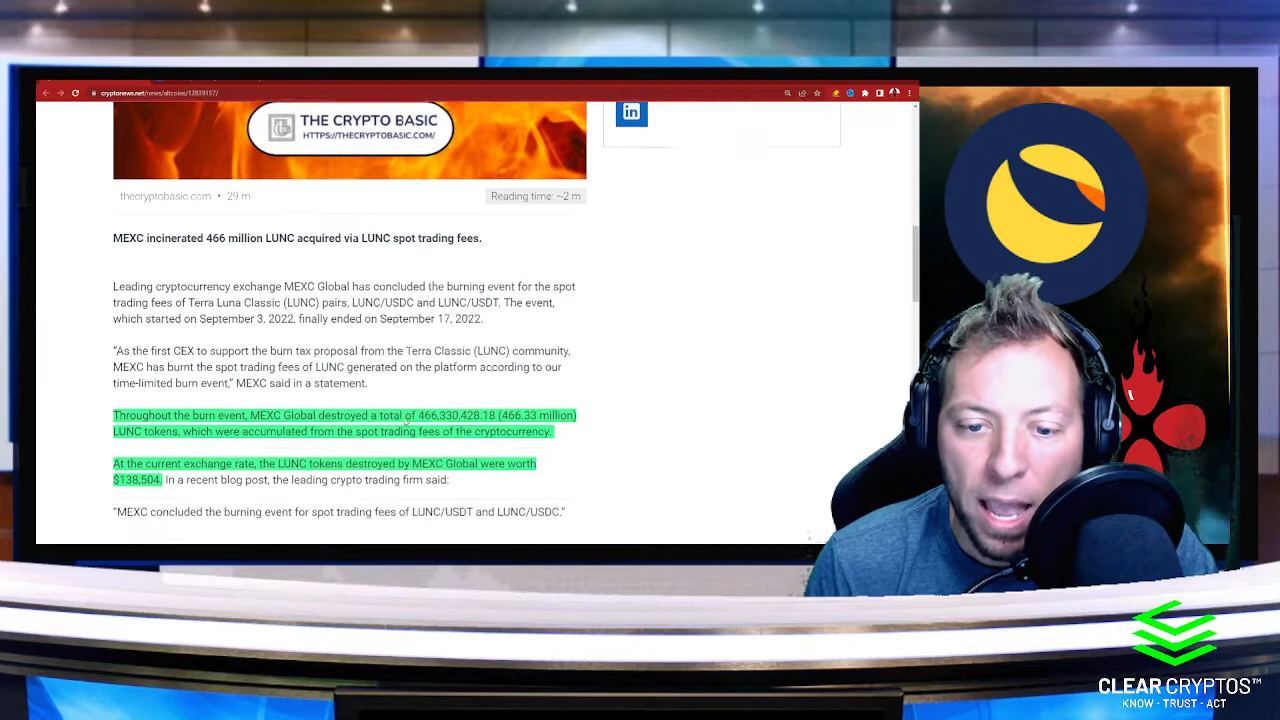 cryptonews.net/news/altcoins/12839157/
THE CRYPTO BASIC
HTTPS://THECRYPTOBASIC.COM/
in
thecryptobasic.com • 29 m
Reading time: ~2 m
MEXC incinerated 466 million LUNC acquired via LUNC spot trading fees.
Leading cryptocurrency exchange MEXC Global has concluded the burning event for the spot
trading fees of Terra Luna Classic (LUNC) pairs, LUNC/USDC and LUNC/USDT. The event,
which started on September 3, 2022, finally ended on September 17, 2022.
“As the first CEX to support the burn tax proposal from the Terra Classic (LUNC) community,
MEXC has burnt the spot trading fees of LUNC generated on the platform according to our
time-limited burn event,” MEXC said in a statement.
Throughout the burn event, MEXC Global destroyed a total of 466,330,428.18 (466.33 million)
LUNC tokens, which were accumulated from the spot trading fees of the cryptocurrency.
At the current exchange rate, the LUNC tokens destroyed by MEXC Global were worth
$138,504. In a recent blog post, the leading crypto trading firm said:
“MEXC concluded the burning event for spot trading fees of LUNC/USDT and LUNC/USDC.”
CLEAR CRYPTOS™
KNOW - TRUST - ACT